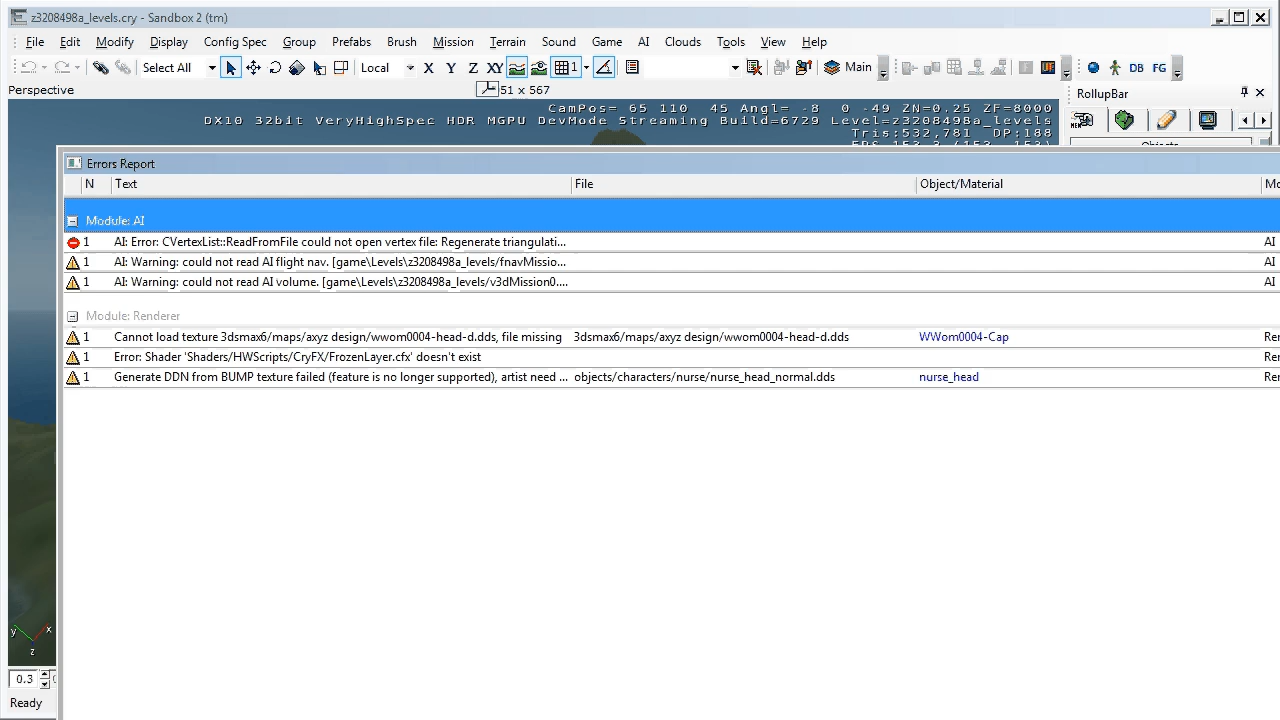 z3208498a_levels.cry - Sandbox 2 (tm)
File Edit Modify Display Config Spec Group Prefabs Brush Mission Terrain Sound Game AI Clouds Tools View Help
Select All Local X Y Z XY 1 Main DB FG
Perspective 51 x 567 RollupBar
CamPos= 65 110 45 Angl= -8 0 -49 ZN=0.25 ZF=8000
DX10 32bit VeryHighSpec HDR MGPU DevMode Streaming Build=6729 Level=z3208498a_levels
Tris:532,781 DP:188
NEW
Errors Report
N Text File Object/Material
Module: AI
1 AI: Error: CVertexList::ReadFromFile could not open vertex file: Regenerate triangulati... AI
1 AI: Warning: could not read AI flight nav. [game\Levels\z3208498a_levels/fnavMissio... AI
1 AI: Warning: could not read AI volume. [game\Levels\z3208498a_levels/v3dMission0.... AI
Module: Renderer
1 Cannot load texture 3dsmax6/maps/axyz design/wwom0004-head-d.dds, file missing 3dsmax6/maps/axyz design/wwom0004-head-d.dds WWom0004-Cap Ren
1 Error: Shader 'Shaders/HWScripts/CryFX/FrozenLayer.cfx' doesn't exist Ren
1 Generate DDN from BUMP texture failed (feature is no longer supported), artist need ... objects/characters/nurse/nurse_head_normal.dds nurse_head Ren
y x
z
0.3
Ready